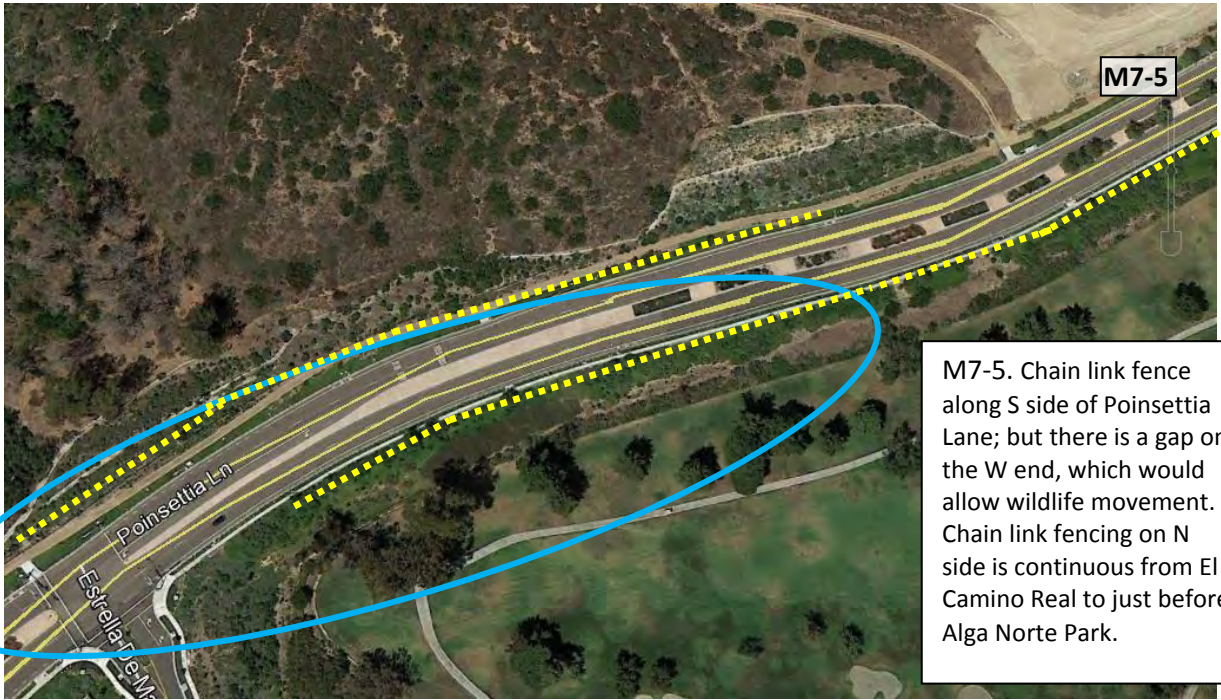 M7-5
M7-5. Chain link fence
along S side of Poinsettia
Lane; but there is a gap on
the W end, which would
allow wildlife movement.
Chain link fencing on N
side is continuous from El
Camino Real to just before
Alga Norte Park.
Poinsettia Ln
Estrella De Ma